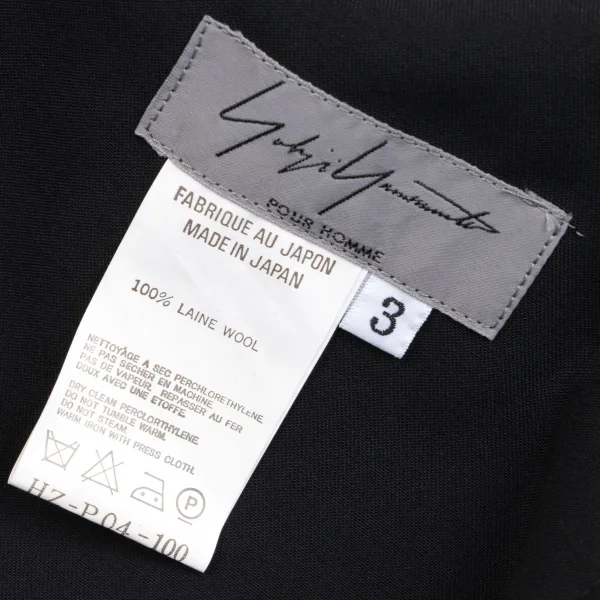 Yohji Yamamoto
POUR HOMME
3
FABRIQUE AU JAPON
MADE IN JAPAN
100% LAINE WOOL
NETTOYAGE A SEC PERCHLORETHYLENE.
NE PAS SECHER EN MACHINE.
PAS DE VAPEUR. REPASSER AU FER
DOUX AVEC UNE ETOFFE.
DRY CLEAN PERCLORTHYLENE.
DO NOT TUMBLE WARM.
DO NOT STEAM.
WARM IRON WITH PRESS CLOTH.
P
HZ-P04-100